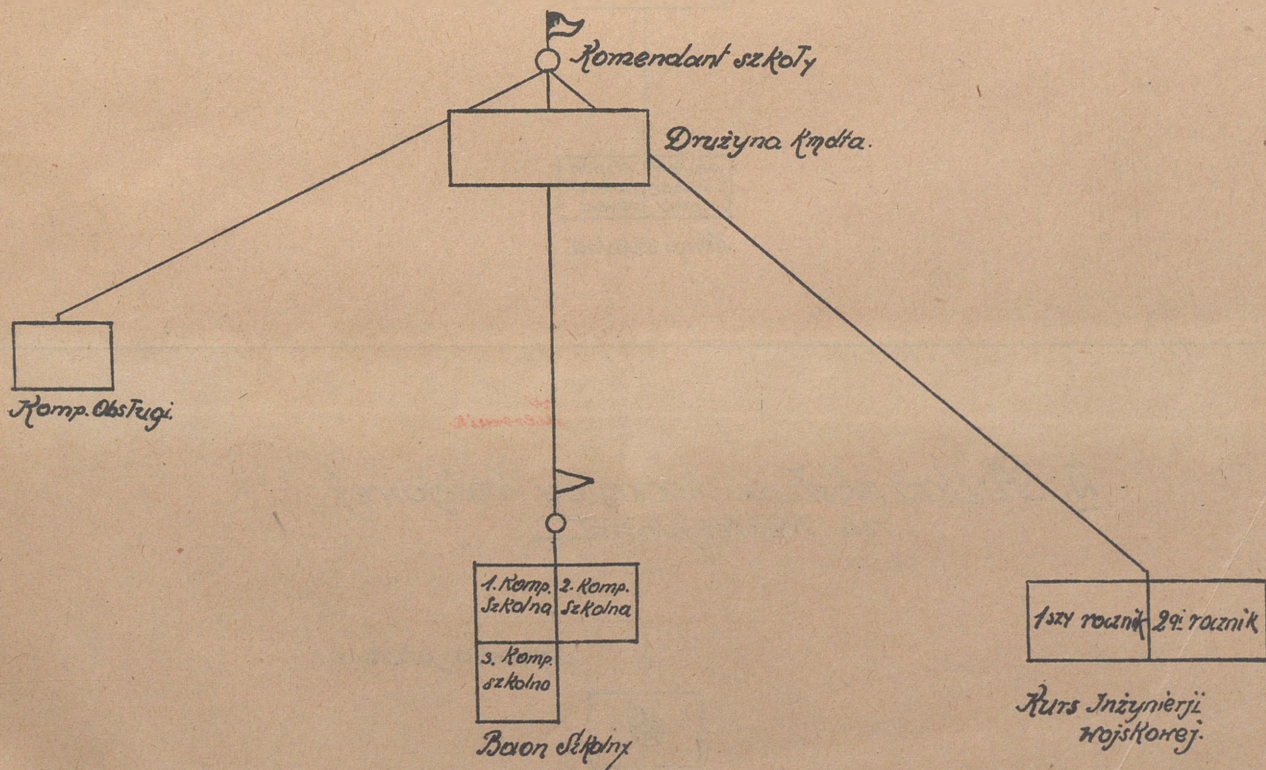 Komendant szkoły
Drużyna Kmdta.
Komp. Obsługi.
1. Komp.
szkolna
2. Komp.
szkolna
3. Komp.
szkolna
Baon Szkolny
1szy rocznik
2gi rocznik
Kurs Inżynierji
wojskowej.